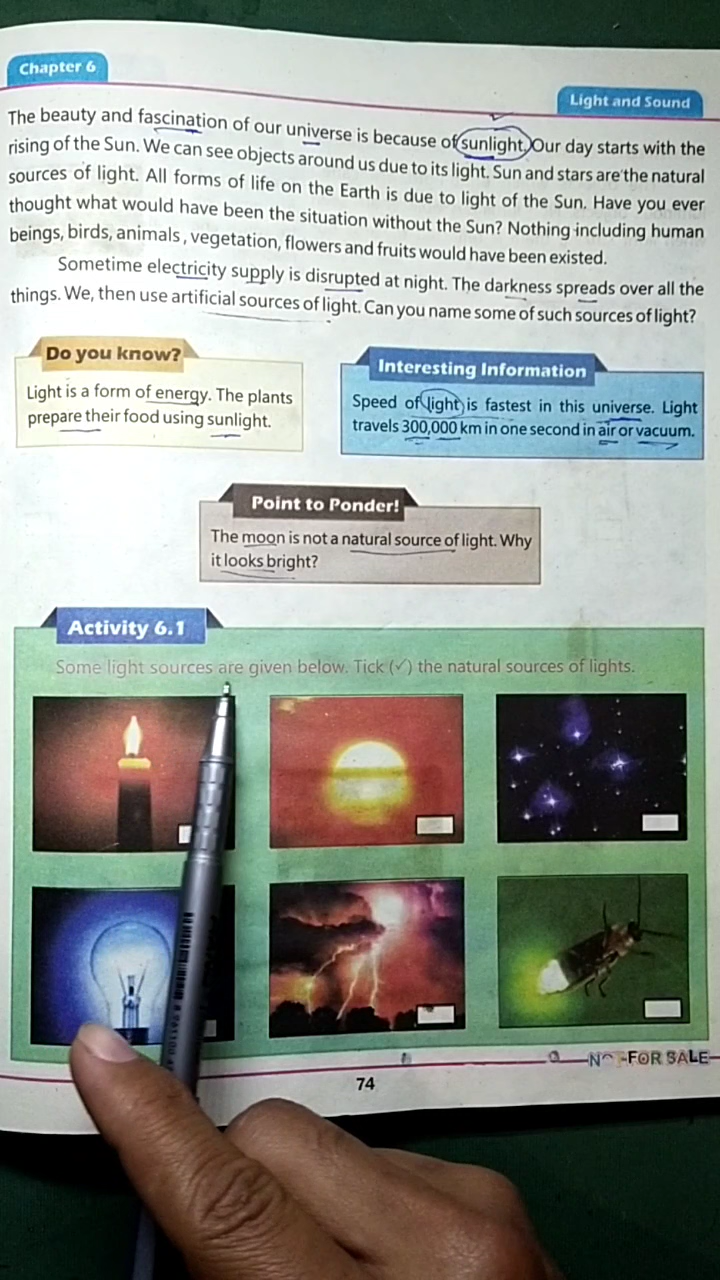 Chapter 6
Light and Sound
The beauty and fascination of our universe is because of sunlight. Our day starts with the
rising of the Sun. We can see objects around us due to its light. Sun and stars are the natural
sources of light. All forms of life on the Earth is due to light of the Sun. Have you ever
thought what would have been the situation without the Sun? Nothing including human
beings, birds, animals, vegetation, flowers and fruits would have been existed.
Sometime electricity supply is disrupted at night. The darkness spreads over all the
things. We, then use artificial sources of light. Can you name some of such sources of light?
Do you know?
Light is a form of energy. The plants
prepare their food using sunlight.
Interesting Information
Speed of light is fastest in this universe. Light
travels 300,000 km in one second in air or vacuum.
Point to Ponder!
The moon is not a natural source of light. Why
it looks bright?
Activity 6.1
Some light sources are given below. Tick (✓) the natural sources of lights.
FOR SALE
74